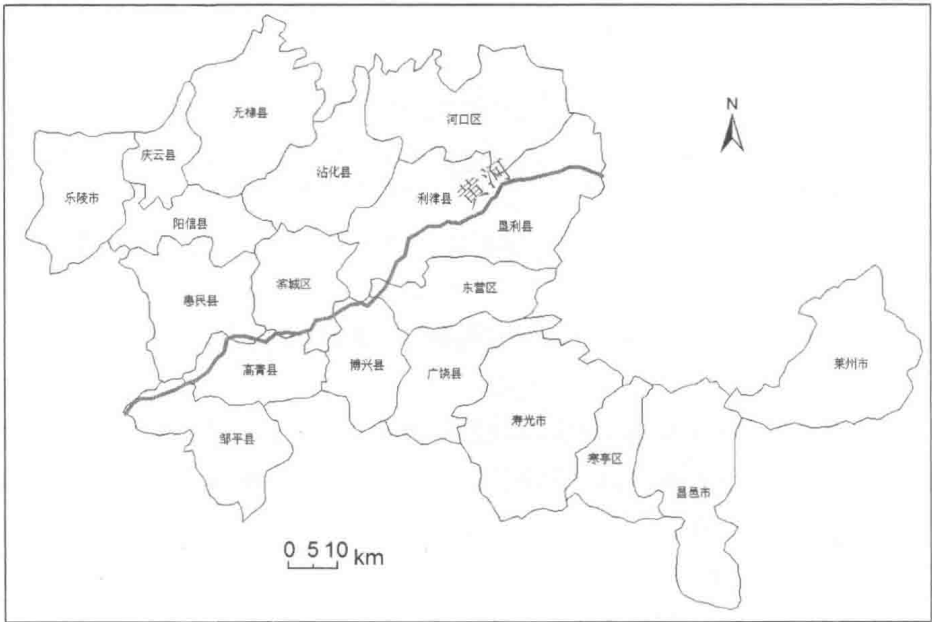 N
无棣县
河口区
庆云县
沾化县
乐陵市
利津县
黄河
阳信县
垦利县
滨城区
东营区
惠民县
高青县
博兴县
广饶县
莱州市
寿光市
邹平县
寒亭区
昌邑市
0 5 10 km